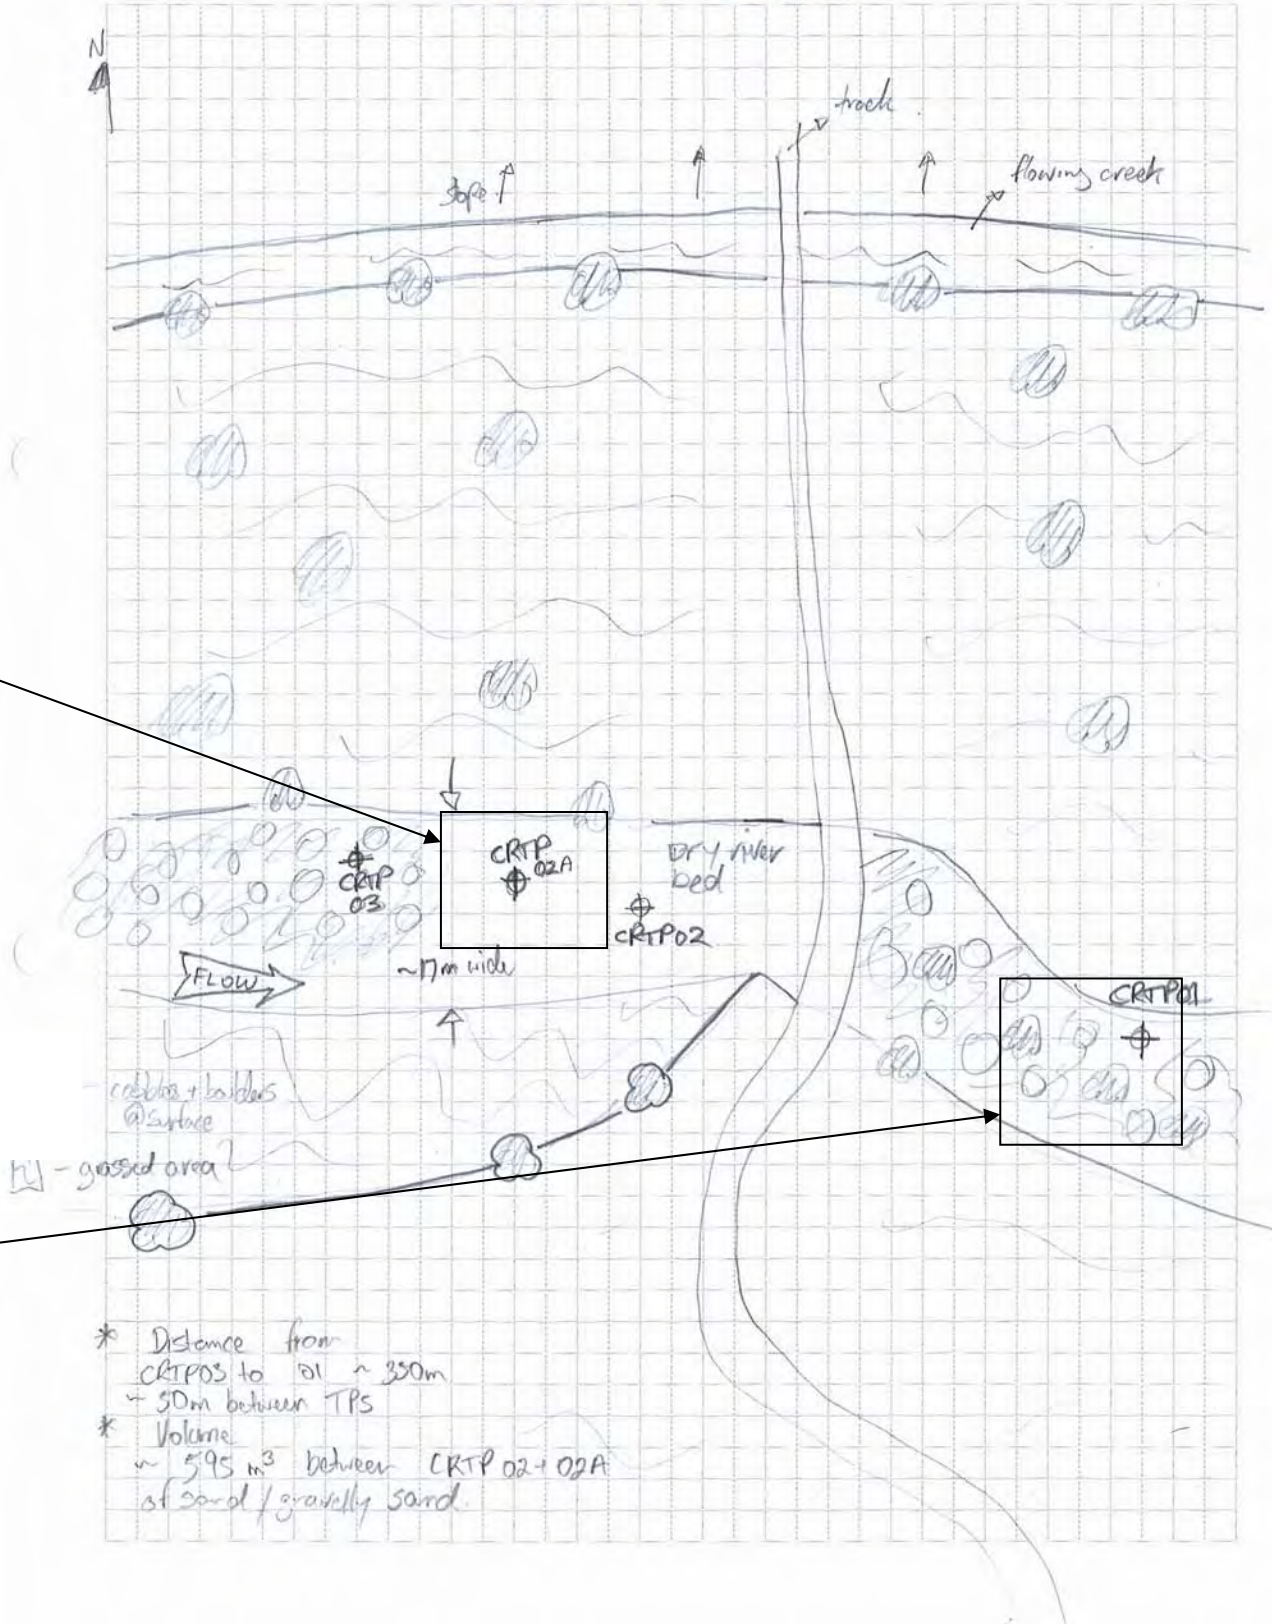 N
track
slope
flowing creek
CRTP
02A
Dry river
bed
CRTP
03
CRTP02
~17m wide
FLOW
CRTP01
cobbles + boulders
@surface
- grassed area
* Distance from
CRTP03 to 01 ~ 350m
~ 50m between TPs
* Volume
~ 595 m³ between CRTP 02 + 02A
of sand / gravelly sand.